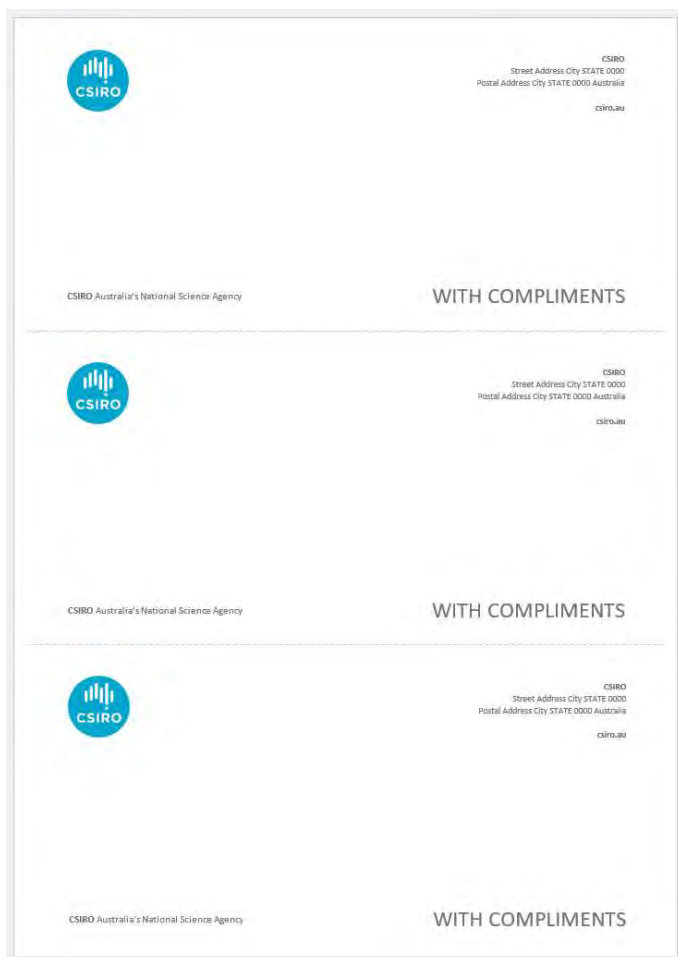 CSIRO
CSIRO
Street Address City STATE 0000
Postal Address City STATE 0000 Australia
csiro.au
CSIRO Australia's National Science Agency
WITH COMPLIMENTS
CSIRO
CSIRO
Street Address City STATE 0000
Postal Address City STATE 0000 Australia
csiro.au
CSIRO Australia's National Science Agency
WITH COMPLIMENTS
CSIRO
CSIRO
Street Address City STATE 0000
Postal Address City STATE 0000 Australia
csiro.au
CSIRO Australia's National Science Agency
WITH COMPLIMENTS